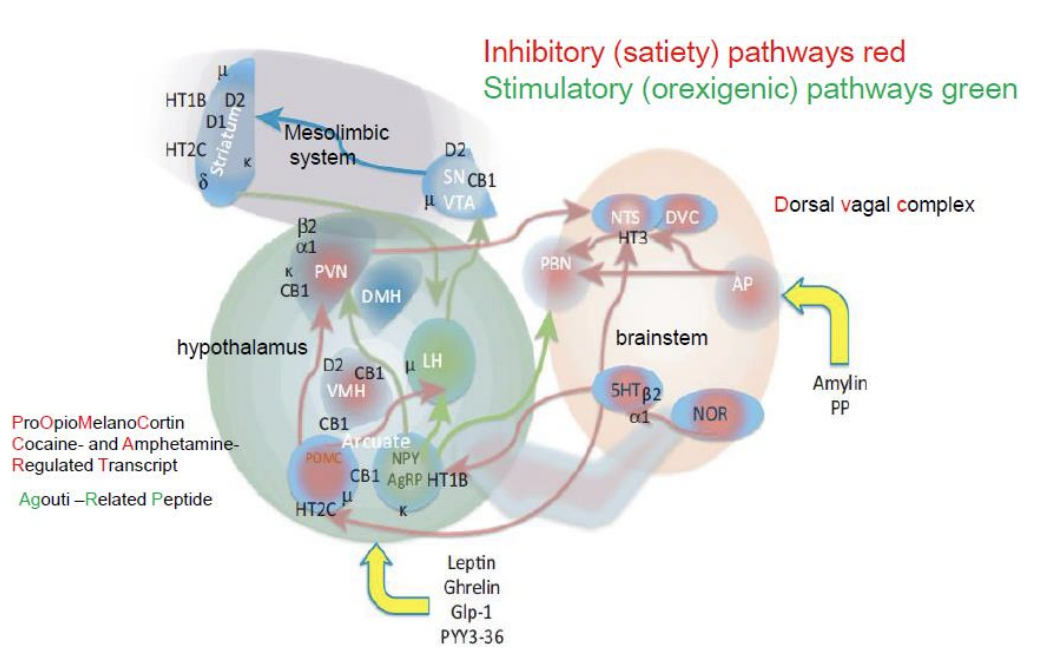 Inhibitory (satiety) pathways red
Stimulatory (orexigenic) pathways green
μ
HT1B D2
D1
HT2C
κ
δ
Striatum
Mesolimbic
system
D2
SN CB1
μ VTA
β2
α1
κ PVN
CB1
DMH
hypothalamus
D2 CB1
VMH
μ LH
CB1
Arcuate
POMC
CB1
NPY
AgRP HT1B
μ
HT2C
κ
NTS DVC
HT3
PBN
AP
brainstem
5HT β2
α1
NOR
Dorsal vagal complex
Amylin
PP
ProOpioMelanoCortin
Cocaine- and Amphetamine-
Regulated Transcript
Agouti –Related Peptide
Leptin
Ghrelin
Glp-1
PYY3-36